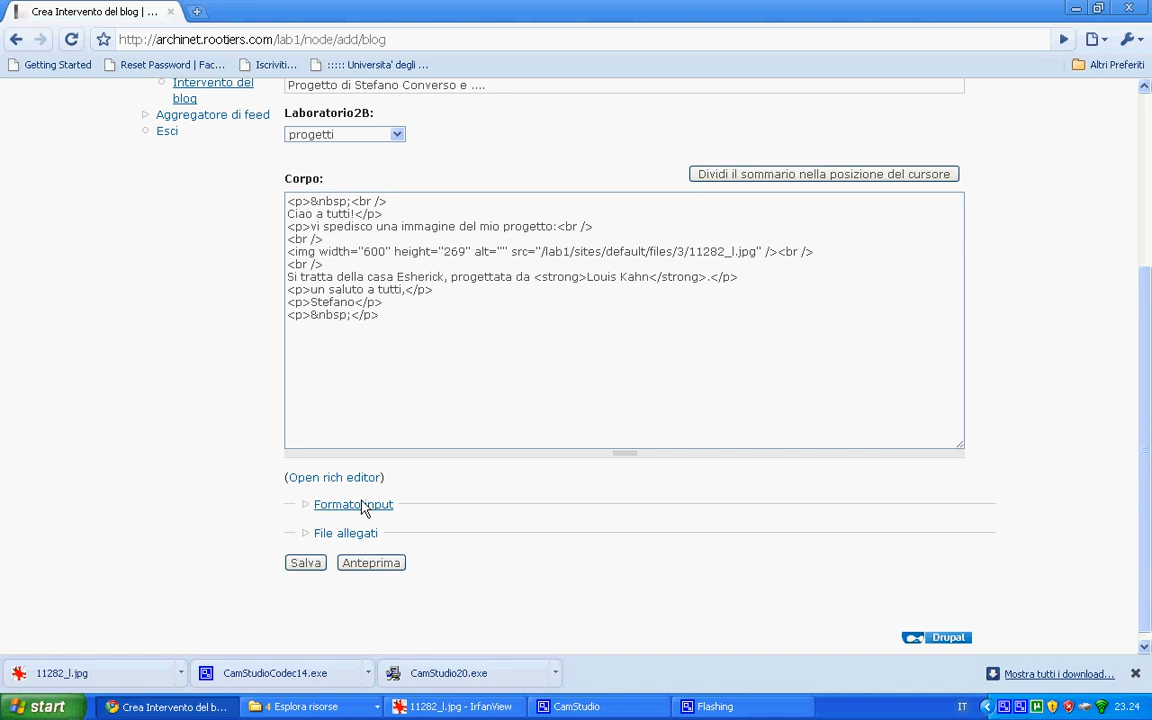 Crea Intervento del blog | ...
http://archinet.rootiers.com/lab1/node/add/blog
Getting Started
Reset Password | Fac...
Iscriviti...
::::: Universita' degli ...
Altri Preferiti
Intervento del
blog
Aggregatore di feed
Esci
Progetto di Stefano Converso e ....
Laboratorio2B:
progetti
Corpo:
Dividi il sommario nella posizione del cursore
<p>&nbsp;<br />
Ciao a tutti!</p>
<p>vi spedisco una immagine del mio progetto:<br />
<br />
<img width="600" height="269" alt="" src="/lab1/sites/default/files/3/11282_l.jpg" /><br />
<br />
Si tratta della casa Esherick, progettata da <strong>Louis Kahn</strong>.</p>
<p>un saluto a tutti,</p>
<p>Stefano</p>
<p>&nbsp;</p>
(Open rich editor)
Formato input
File allegati
Salva
Anteprima
Drupal
11282_l.jpg
CamStudioCodec14.exe
CamStudio20.exe
Mostra tutti i download...
start
Crea Intervento del b...
4 Esplora risorse
11282_l.jpg - IrfanView
CamStudio
Flashing
IT
23.24